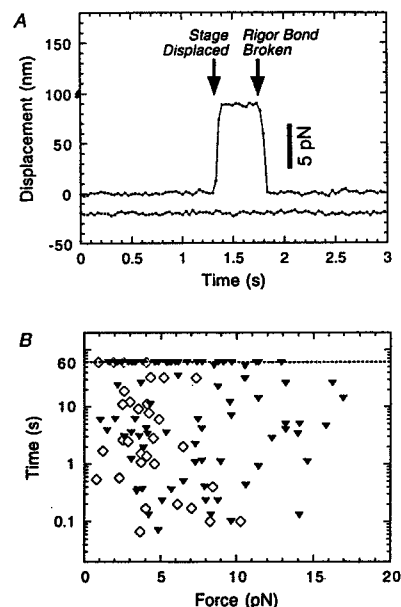 A
Stage Displaced
Rigor Bond Broken
Displacement (nm)
150
100
50
0
-50
5 pN
0
0.5
1
1.5
2
2.5
3
Time (s)
B
Time (s)
60
10
1
0.1
0
5
10
15
20
Force (pN)